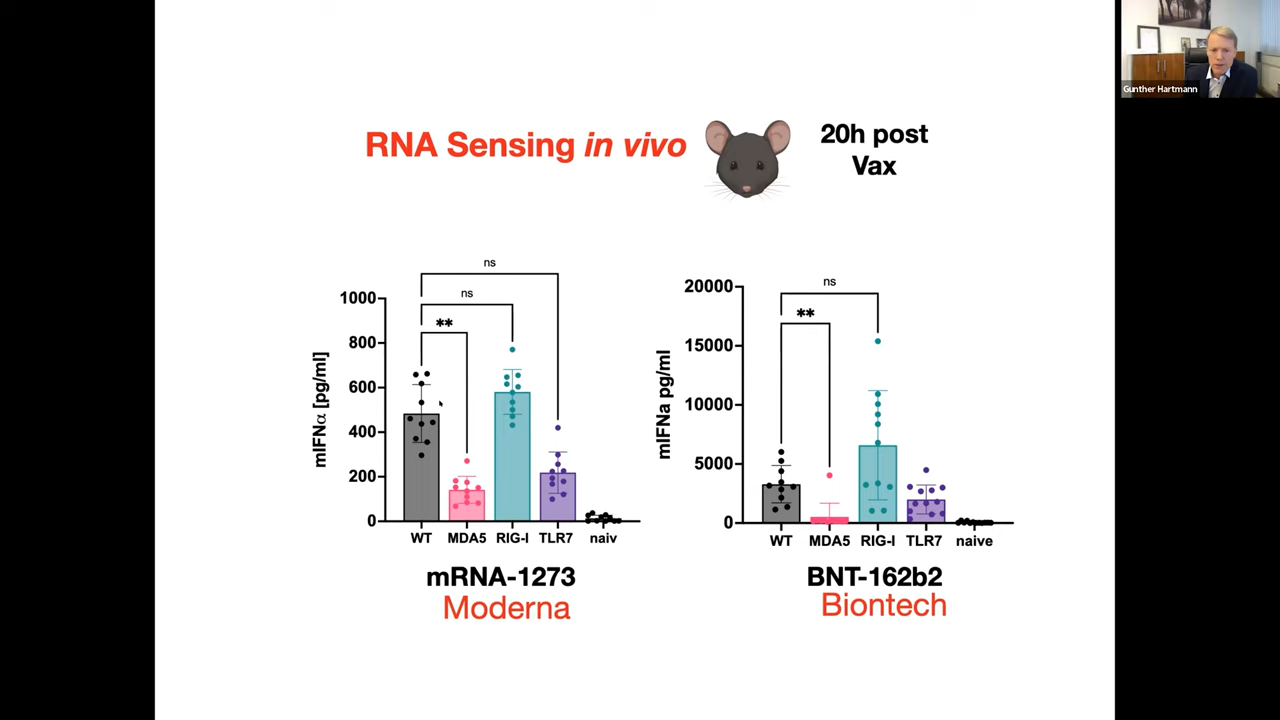 Gunther Hartmann
RNA Sensing in vivo
20h post
Vax
ns
ns
**
1000
800
600
400
200
0
mIFNα [pg/ml]
WT MDA5 RIG-I TLR7 naiv
mRNA-1273
Moderna
ns
**
20000
15000
10000
5000
0
mIFNa pg/ml
WT MDA5 RIG-I TLR7 naive
BNT-162b2
Biontech